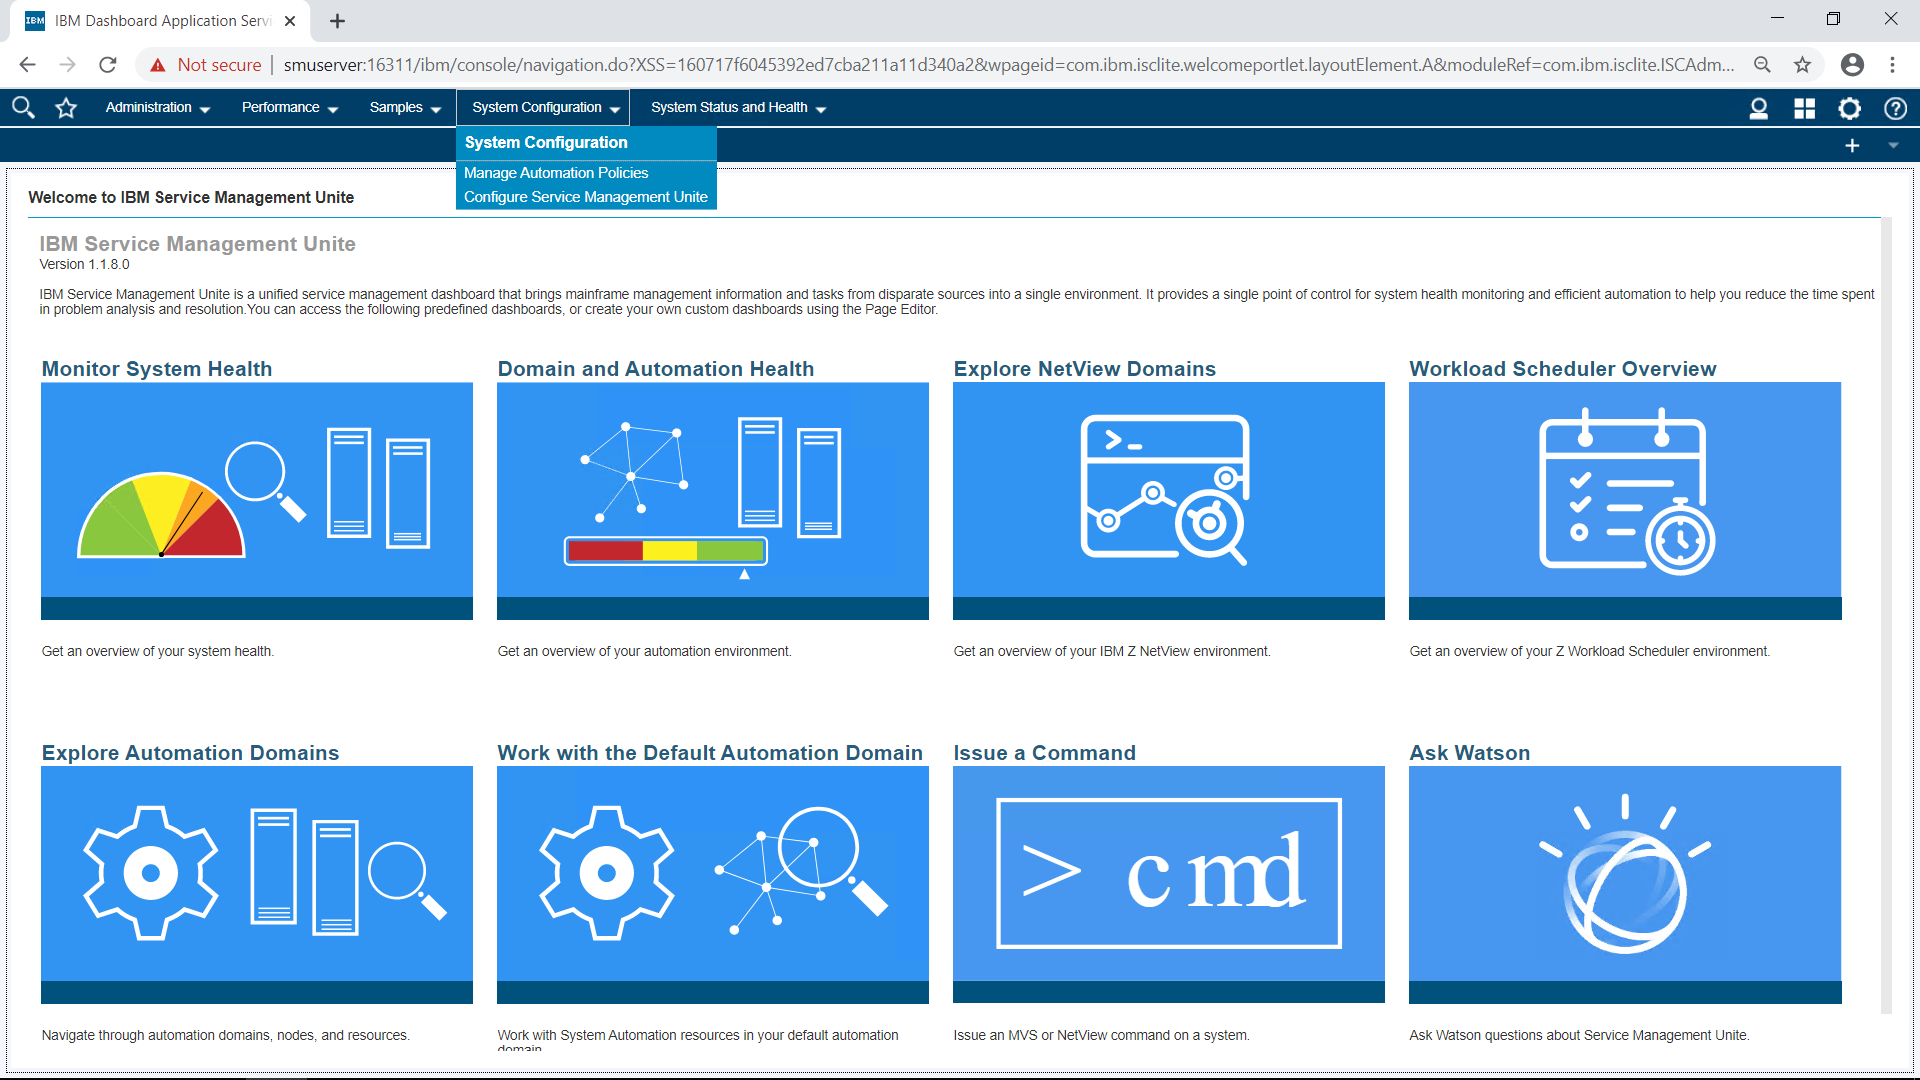 IBM
IBM Dashboard Application Servi
Not secure
smuserver:16311/ibm/console/navigation.do?XSS=160717f6045392ed7cba211a11d340a2&wpageid=com.ibm.isclite.welcomeportlet.layoutElement.A&moduleRef=com.ibm.isclite.ISCAdm...
Administration
Performance
Samples
System Configuration
System Status and Health
System Configuration
Manage Automation Policies
Configure Service Management Unite
Welcome to IBM Service Management Unite
IBM Service Management Unite
Version 1.1.8.0
IBM Service Management Unite is a unified service management dashboard that brings mainframe management information and tasks from disparate sources into a single environment. It provides a single point of control for system health monitoring and efficient automation to help you reduce the time spent
in problem analysis and resolution.You can access the following predefined dashboards, or create your own custom dashboards using the Page Editor.
Monitor System Health
Domain and Automation Health
Explore NetView Domains
Workload Scheduler Overview
Get an overview of your system health.
Get an overview of your automation environment.
Get an overview of your IBM Z NetView environment.
Get an overview of your Z Workload Scheduler environment.
Explore Automation Domains
Work with the Default Automation Domain
Issue a Command
Ask Watson
> cmd
Navigate through automation domains, nodes, and resources.
Work with System Automation resources in your default automation
domain
Issue an MVS or NetView command on a system.
Ask Watson questions about Service Management Unite.